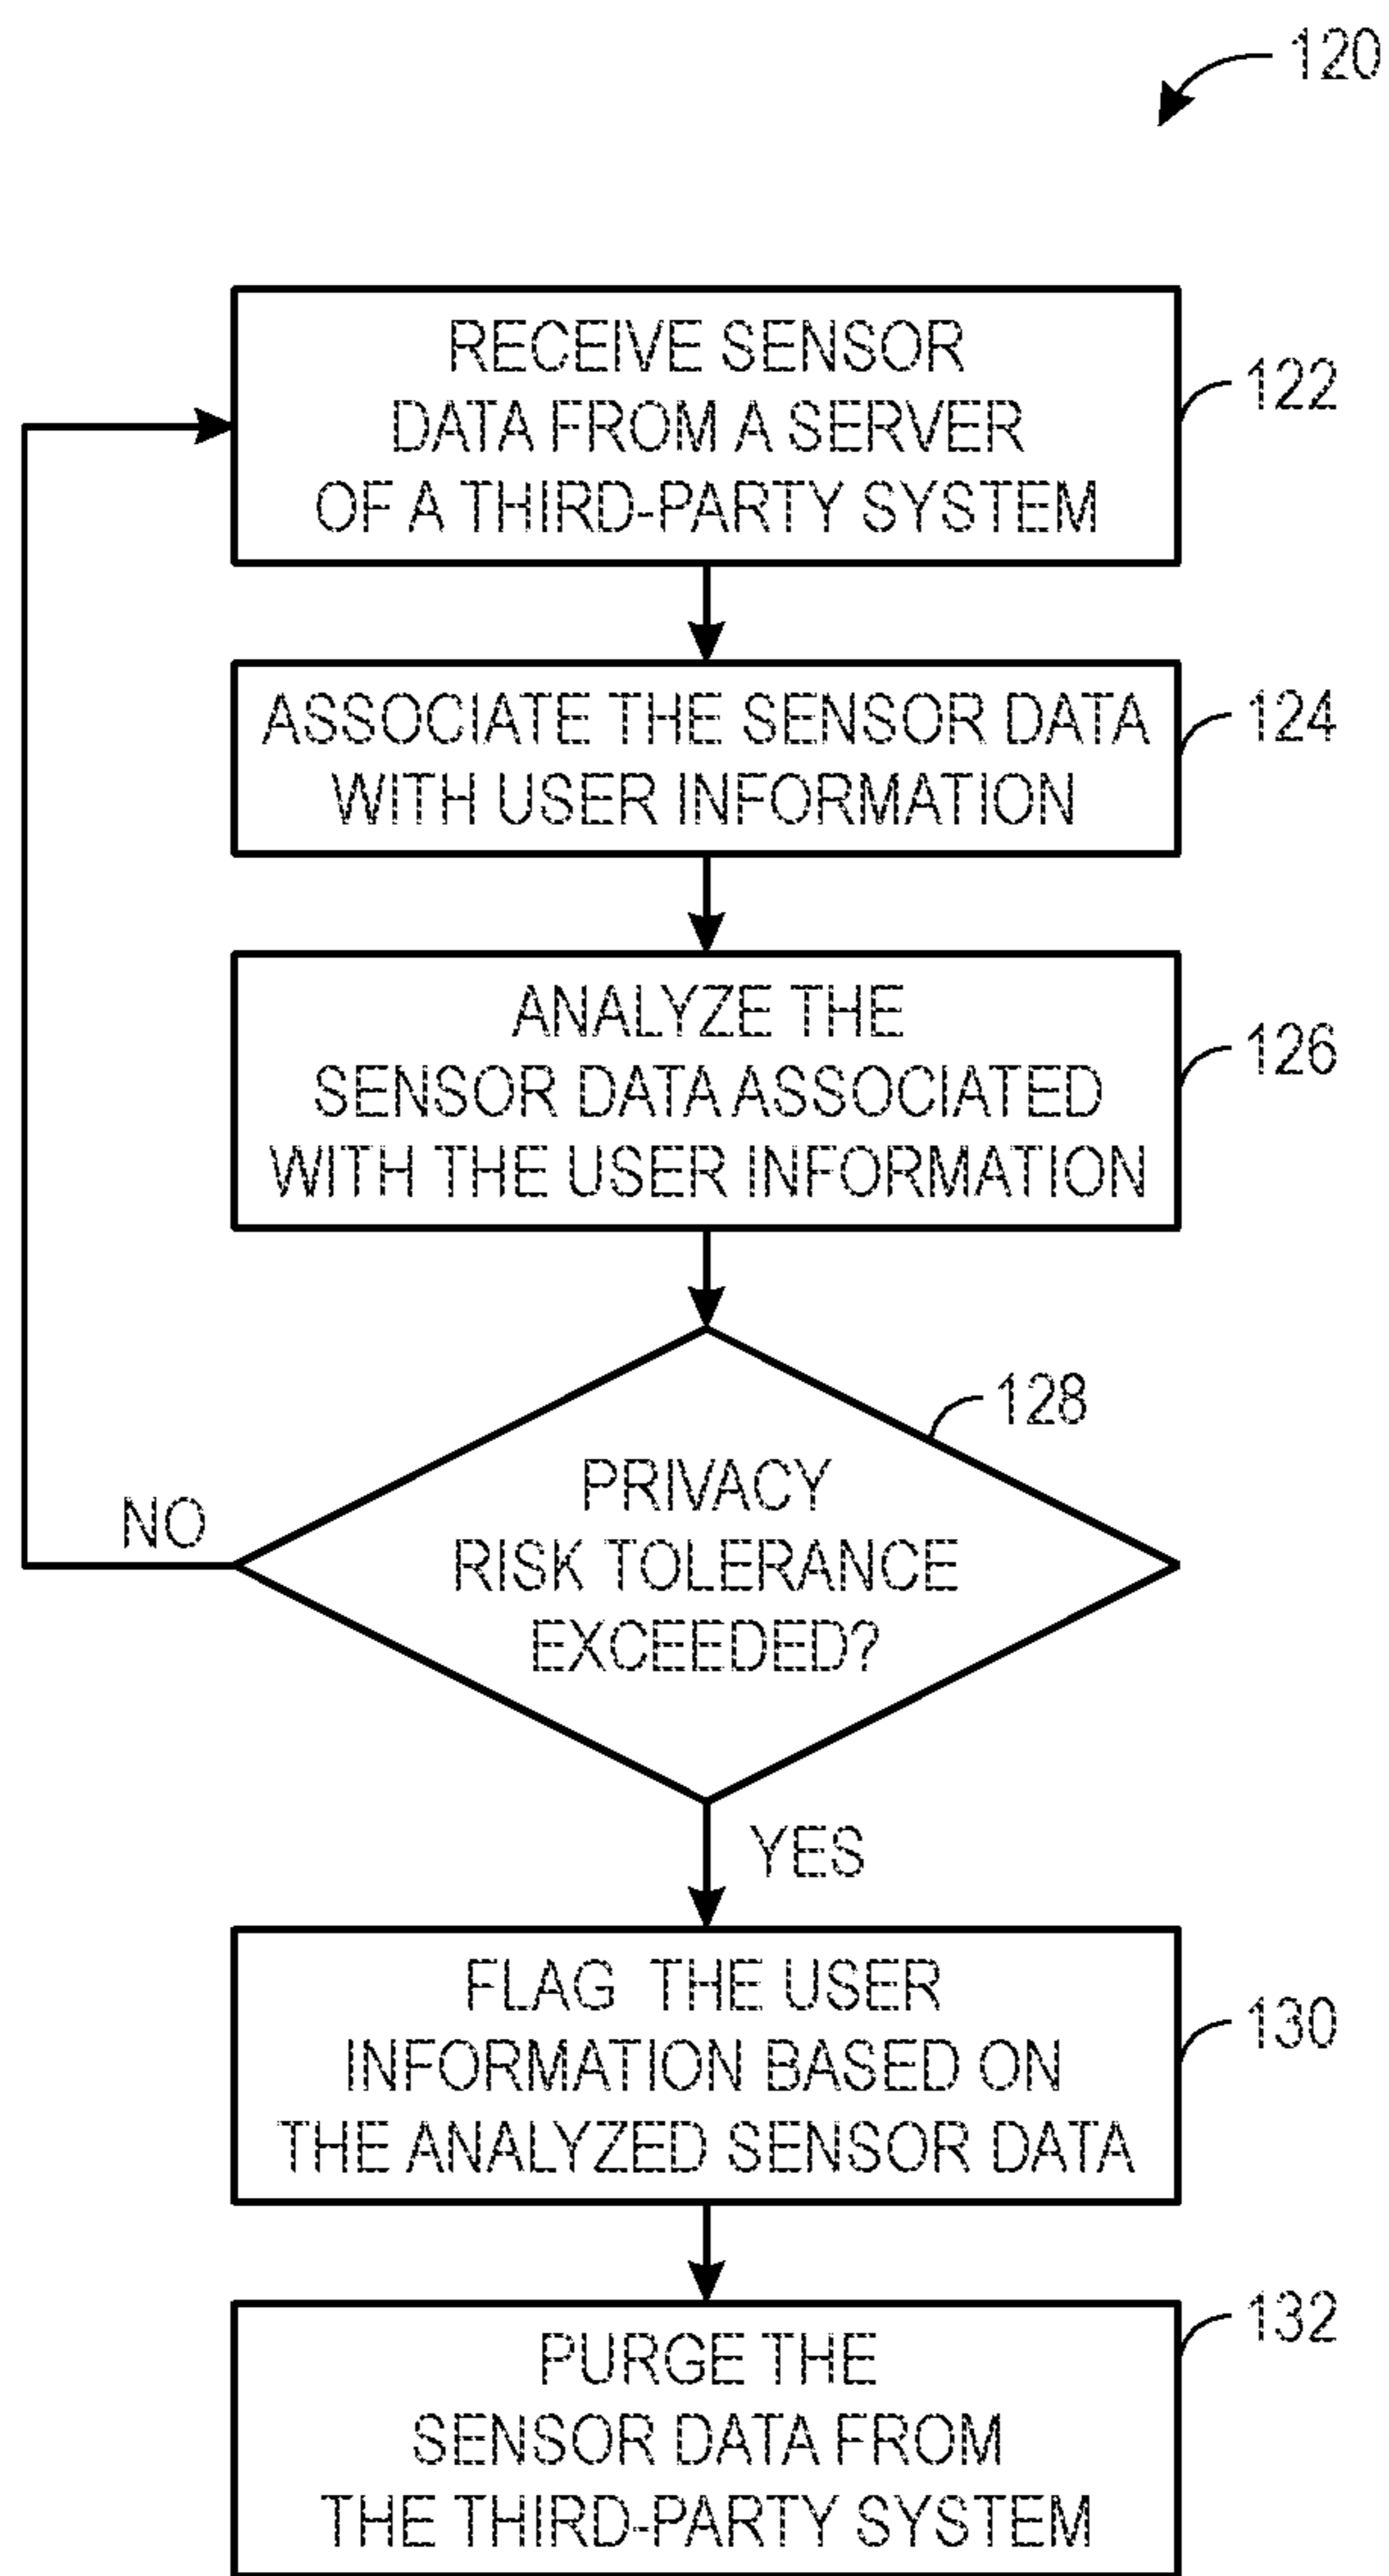 120
RECEIVE SENSOR
DATA FROM A SERVER
OF A THIRD-PARTY SYSTEM
122
ASSOCIATE THE SENSOR DATA
WITH USER INFORMATION
124
ANALYZE THE
SENSOR DATA ASSOCIATED
WITH THE USER INFORMATION
126
128
PRIVACY
RISK TOLERANCE
EXCEEDED?
NO
YES
FLAG THE USER
INFORMATION BASED ON
THE ANALYZED SENSOR DATA
130
PURGE THE
SENSOR DATA FROM
THE THIRD-PARTY SYSTEM
132